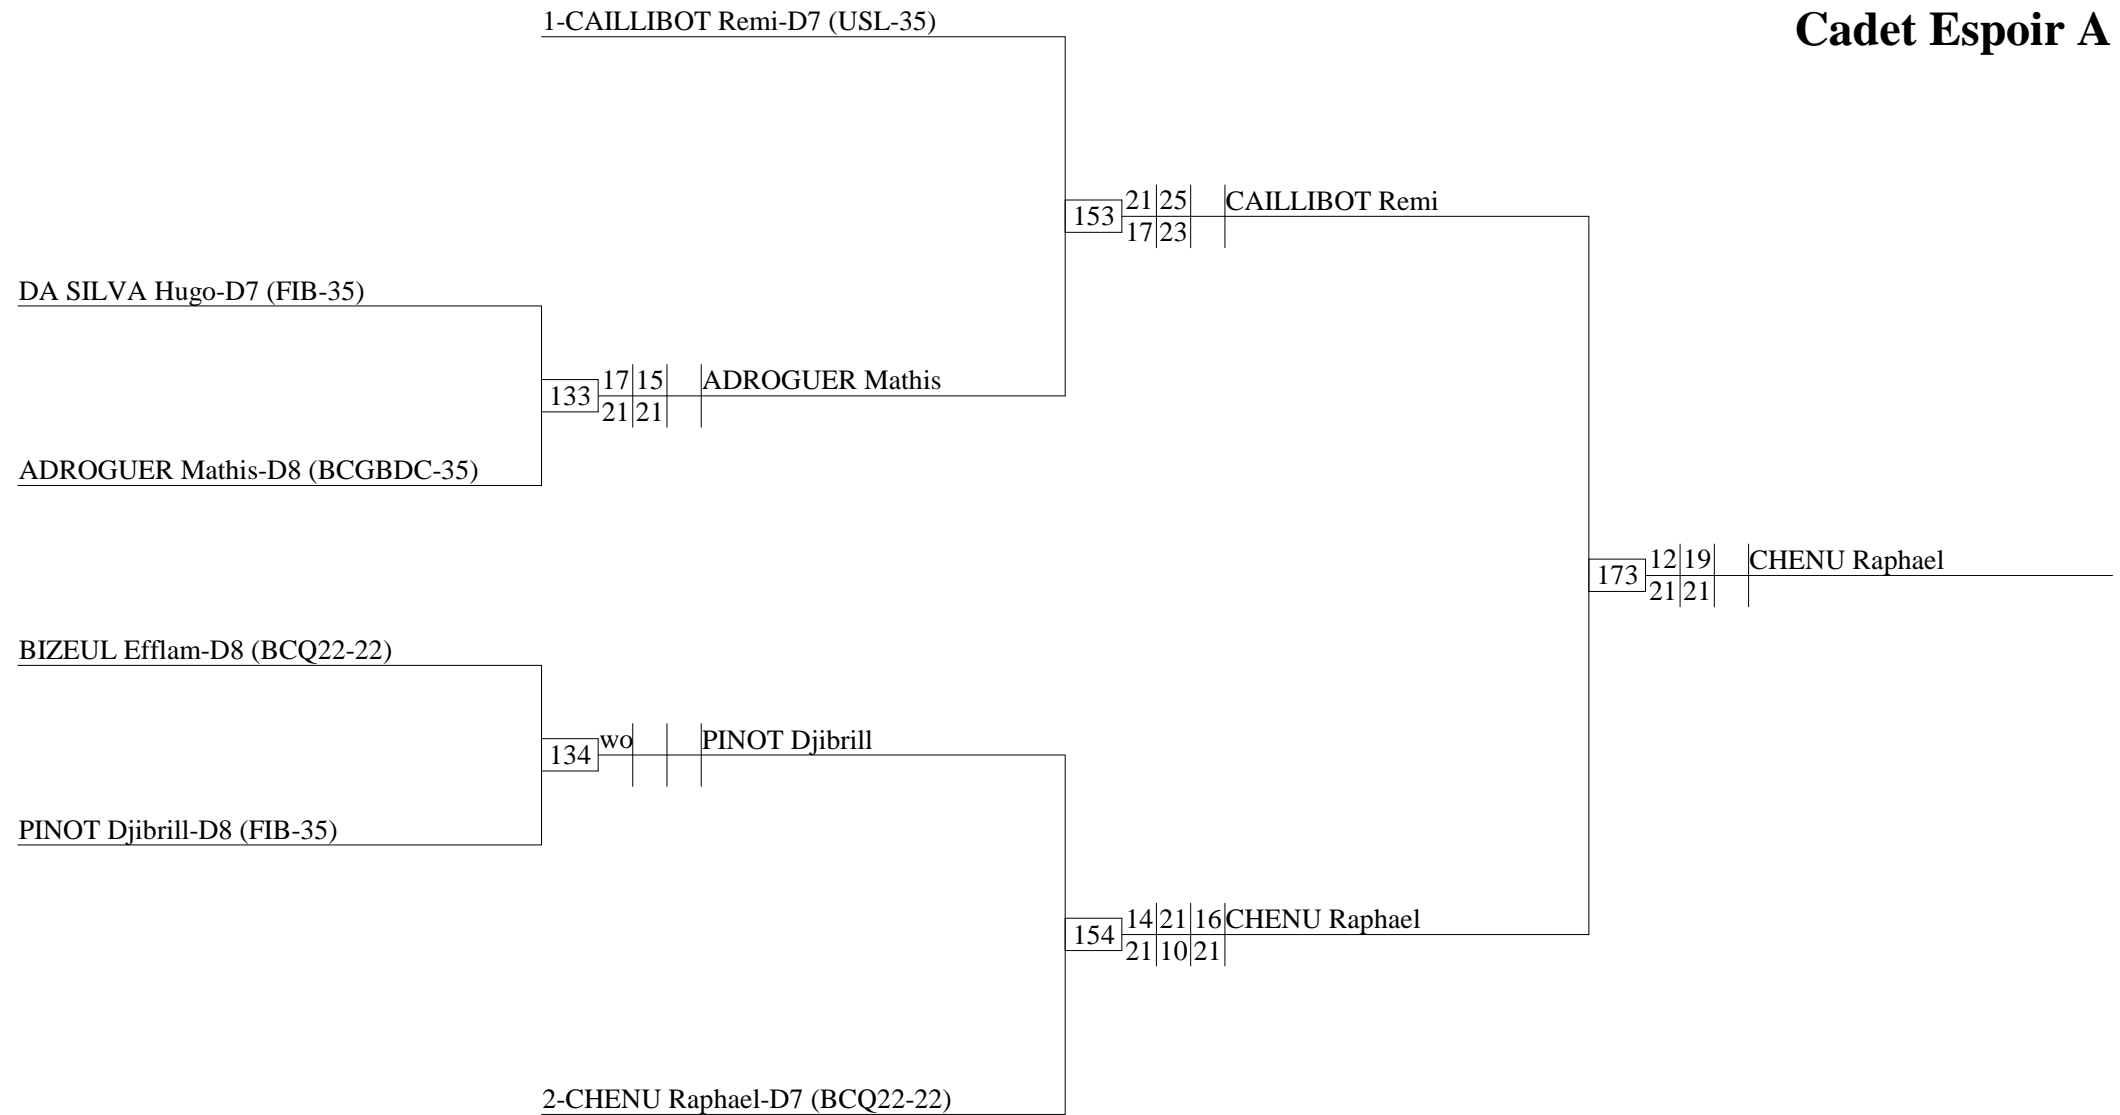 1-CAILLIBOT Remi-D7 (USL-35)
Cadet Espoir A
153 21 25 CAILLIBOT Remi
17 23
DA SILVA Hugo-D7 (FIB-35)
133 17 15 ADROGUER Mathis
21 21
ADROGUER Mathis-D8 (BCGBDC-35)
173 12 19 CHENU Raphael
21 21
BIZEUL Efflam-D8 (BCQ22-22)
134 wo PINOT Djibrill
PINOT Djibrill-D8 (FIB-35)
154 14 21 16 CHENU Raphael
21 10 21
2-CHENU Raphael-D7 (BCQ22-22)